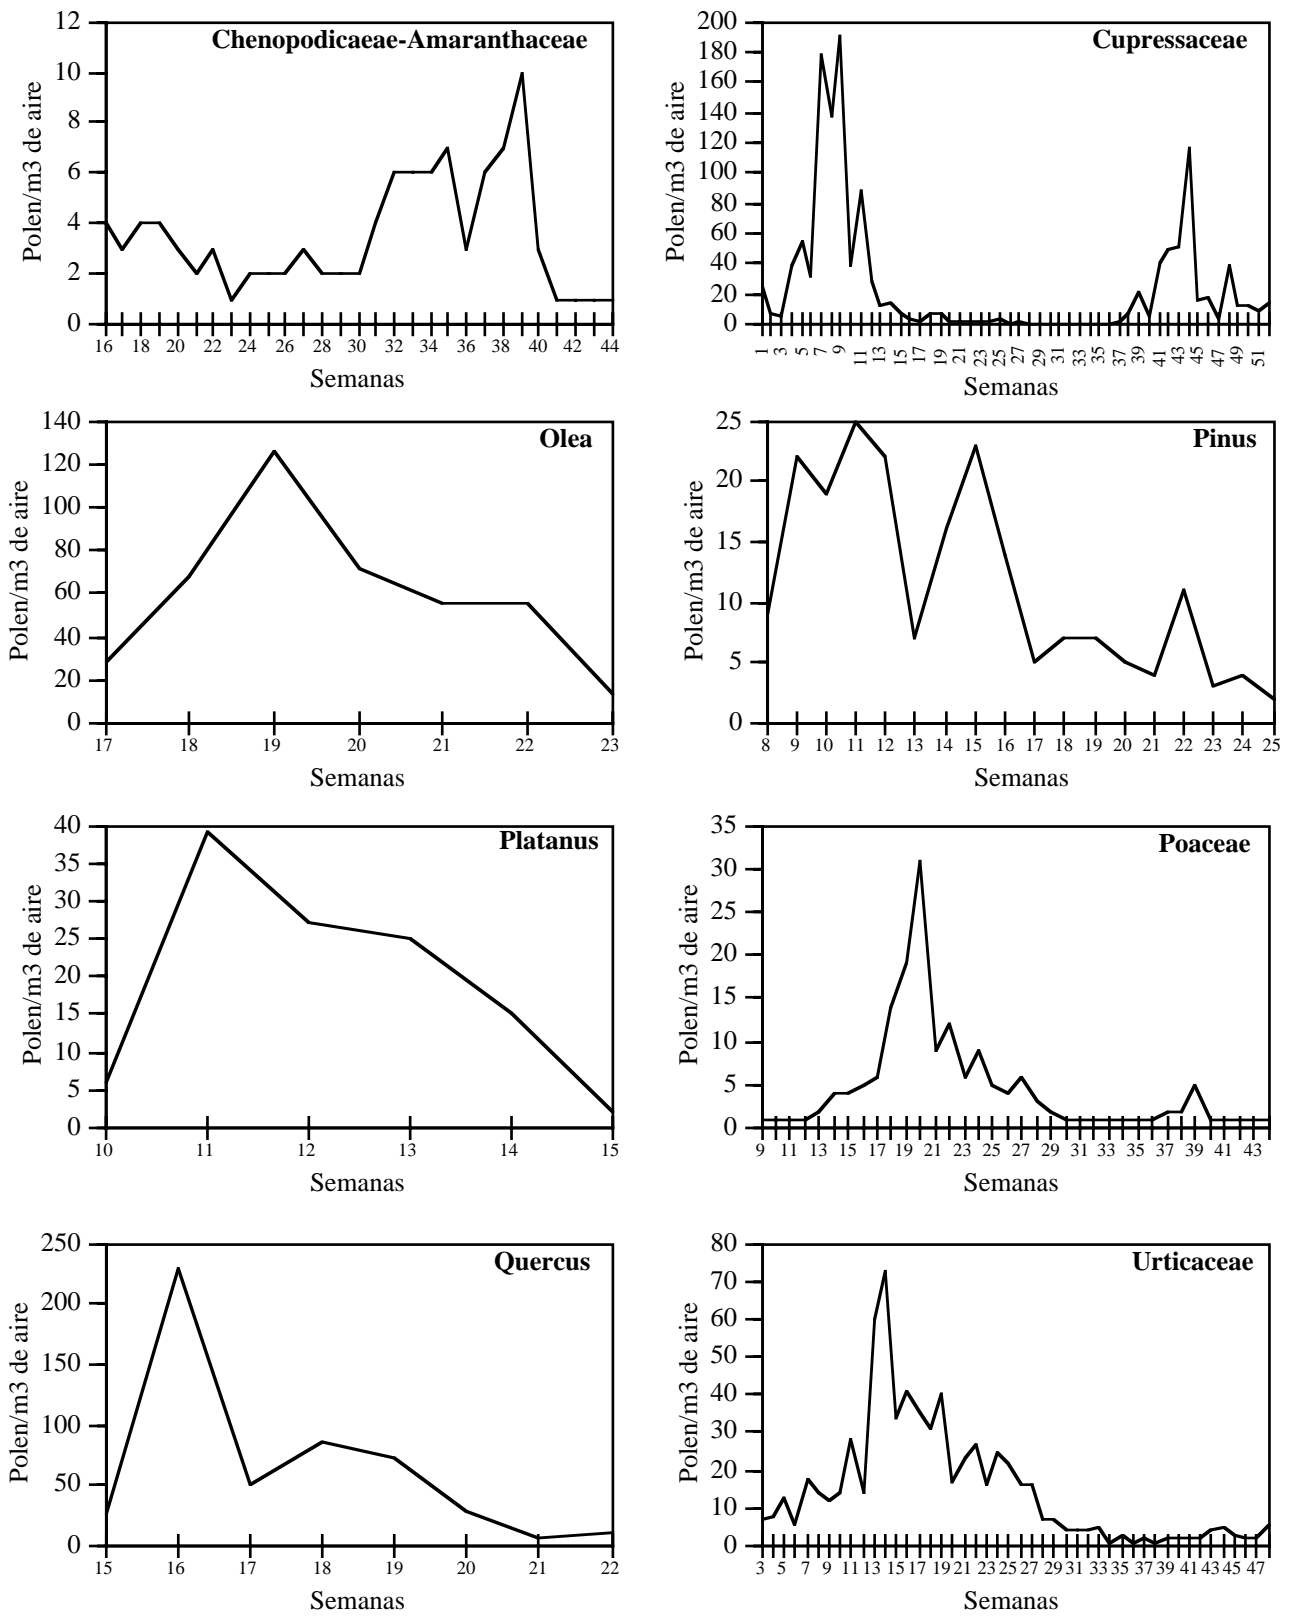 Chenopodicaeae-Amaranthaceae
Polen/m3 de aire
12
10
8
6
4
2
0
16 18 20 22 24 26 28 30 32 34 36 38 40 42 44
Semanas
Cupressaceae
Polen/m3 de aire
200
180
160
140
120
100
80
60
40
20
0
1 3 5 7 9 11 13 15 17 19 21 23 25 27 29 31 33 35 37 39 41 43 45 47 49 51
Semanas
Olea
Polen/m3 de aire
140
120
100
80
60
40
20
0
17 18 19 20 21 22 23
Semanas
Pinus
Polen/m3 de aire
25
20
15
10
5
0
8 9 10 11 12 13 14 15 16 17 18 19 20 21 22 23 24 25
Semanas
Platanus
Polen/m3 de aire
40
35
30
25
20
15
10
5
0
10 11 12 13 14 15
Semanas
Poaceae
Polen/m3 de aire
35
30
25
20
15
10
5
0
9 11 13 15 17 19 21 23 25 27 29 31 33 35 37 39 41 43
Semanas
Quercus
Polen/m3 de aire
250
200
150
100
50
0
15 16 17 18 19 20 21 22
Semanas
Urticaceae
Polen/m3 de aire
80
70
60
50
40
30
20
10
0
3 5 7 9 11 13 15 17 19 21 23 25 27 29 31 33 35 37 39 41 43 45 47
Semanas